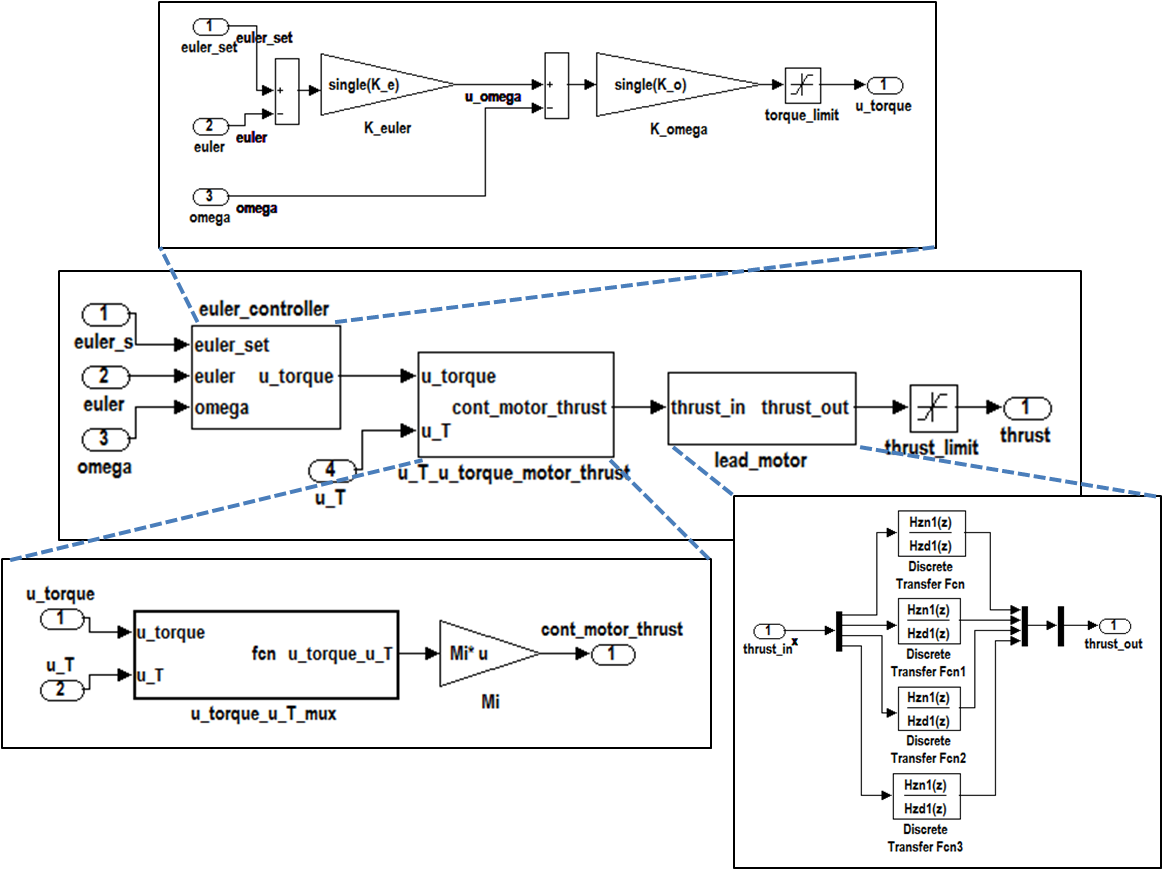 1
euler_set
euler_set
+
−
2
euler
euler
3
omega
omega
single(K_e)
K_euler
u_omega
+
−
single(K_o)
K_omega
torque_limit
1
u_torque
euler_controller
1
euler_s
2
euler
3
omega
euler_set
euler
omega
u_torque
4
u_T
u_torque
u_T
cont_motor_thrust
u_T_u_torque_motor_thrust
thrust_in
thrust_out
lead_motor
thrust_limit
1
thrust
u_torque
1
u_T
2
u_torque
u_T
fcn
u_torque_u_T
u_torque_u_T_mux
Mi* u
Mi
cont_motor_thrust
1
1
thrust_in
x
Hzn1(z)
Hzd1(z)
Discrete
Transfer Fcn
Hzn1(z)
Hzd1(z)
Discrete
Transfer Fcn1
Hzn1(z)
Hzd1(z)
Discrete
Transfer Fcn2
Hzn1(z)
Hzd1(z)
Discrete
Transfer Fcn3
1
thrust_out